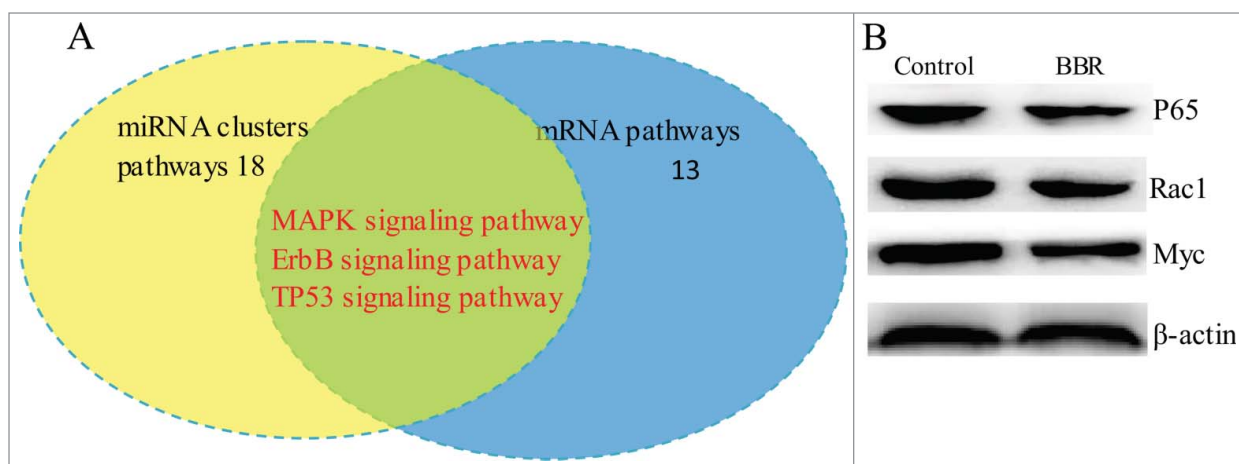 A
miRNA clusters
pathways 18
mRNA pathways
13
MAPK signaling pathway
ErbB signaling pathway
TP53 signaling pathway
B
Control BBR
P65
Rac1
Myc
β-actin